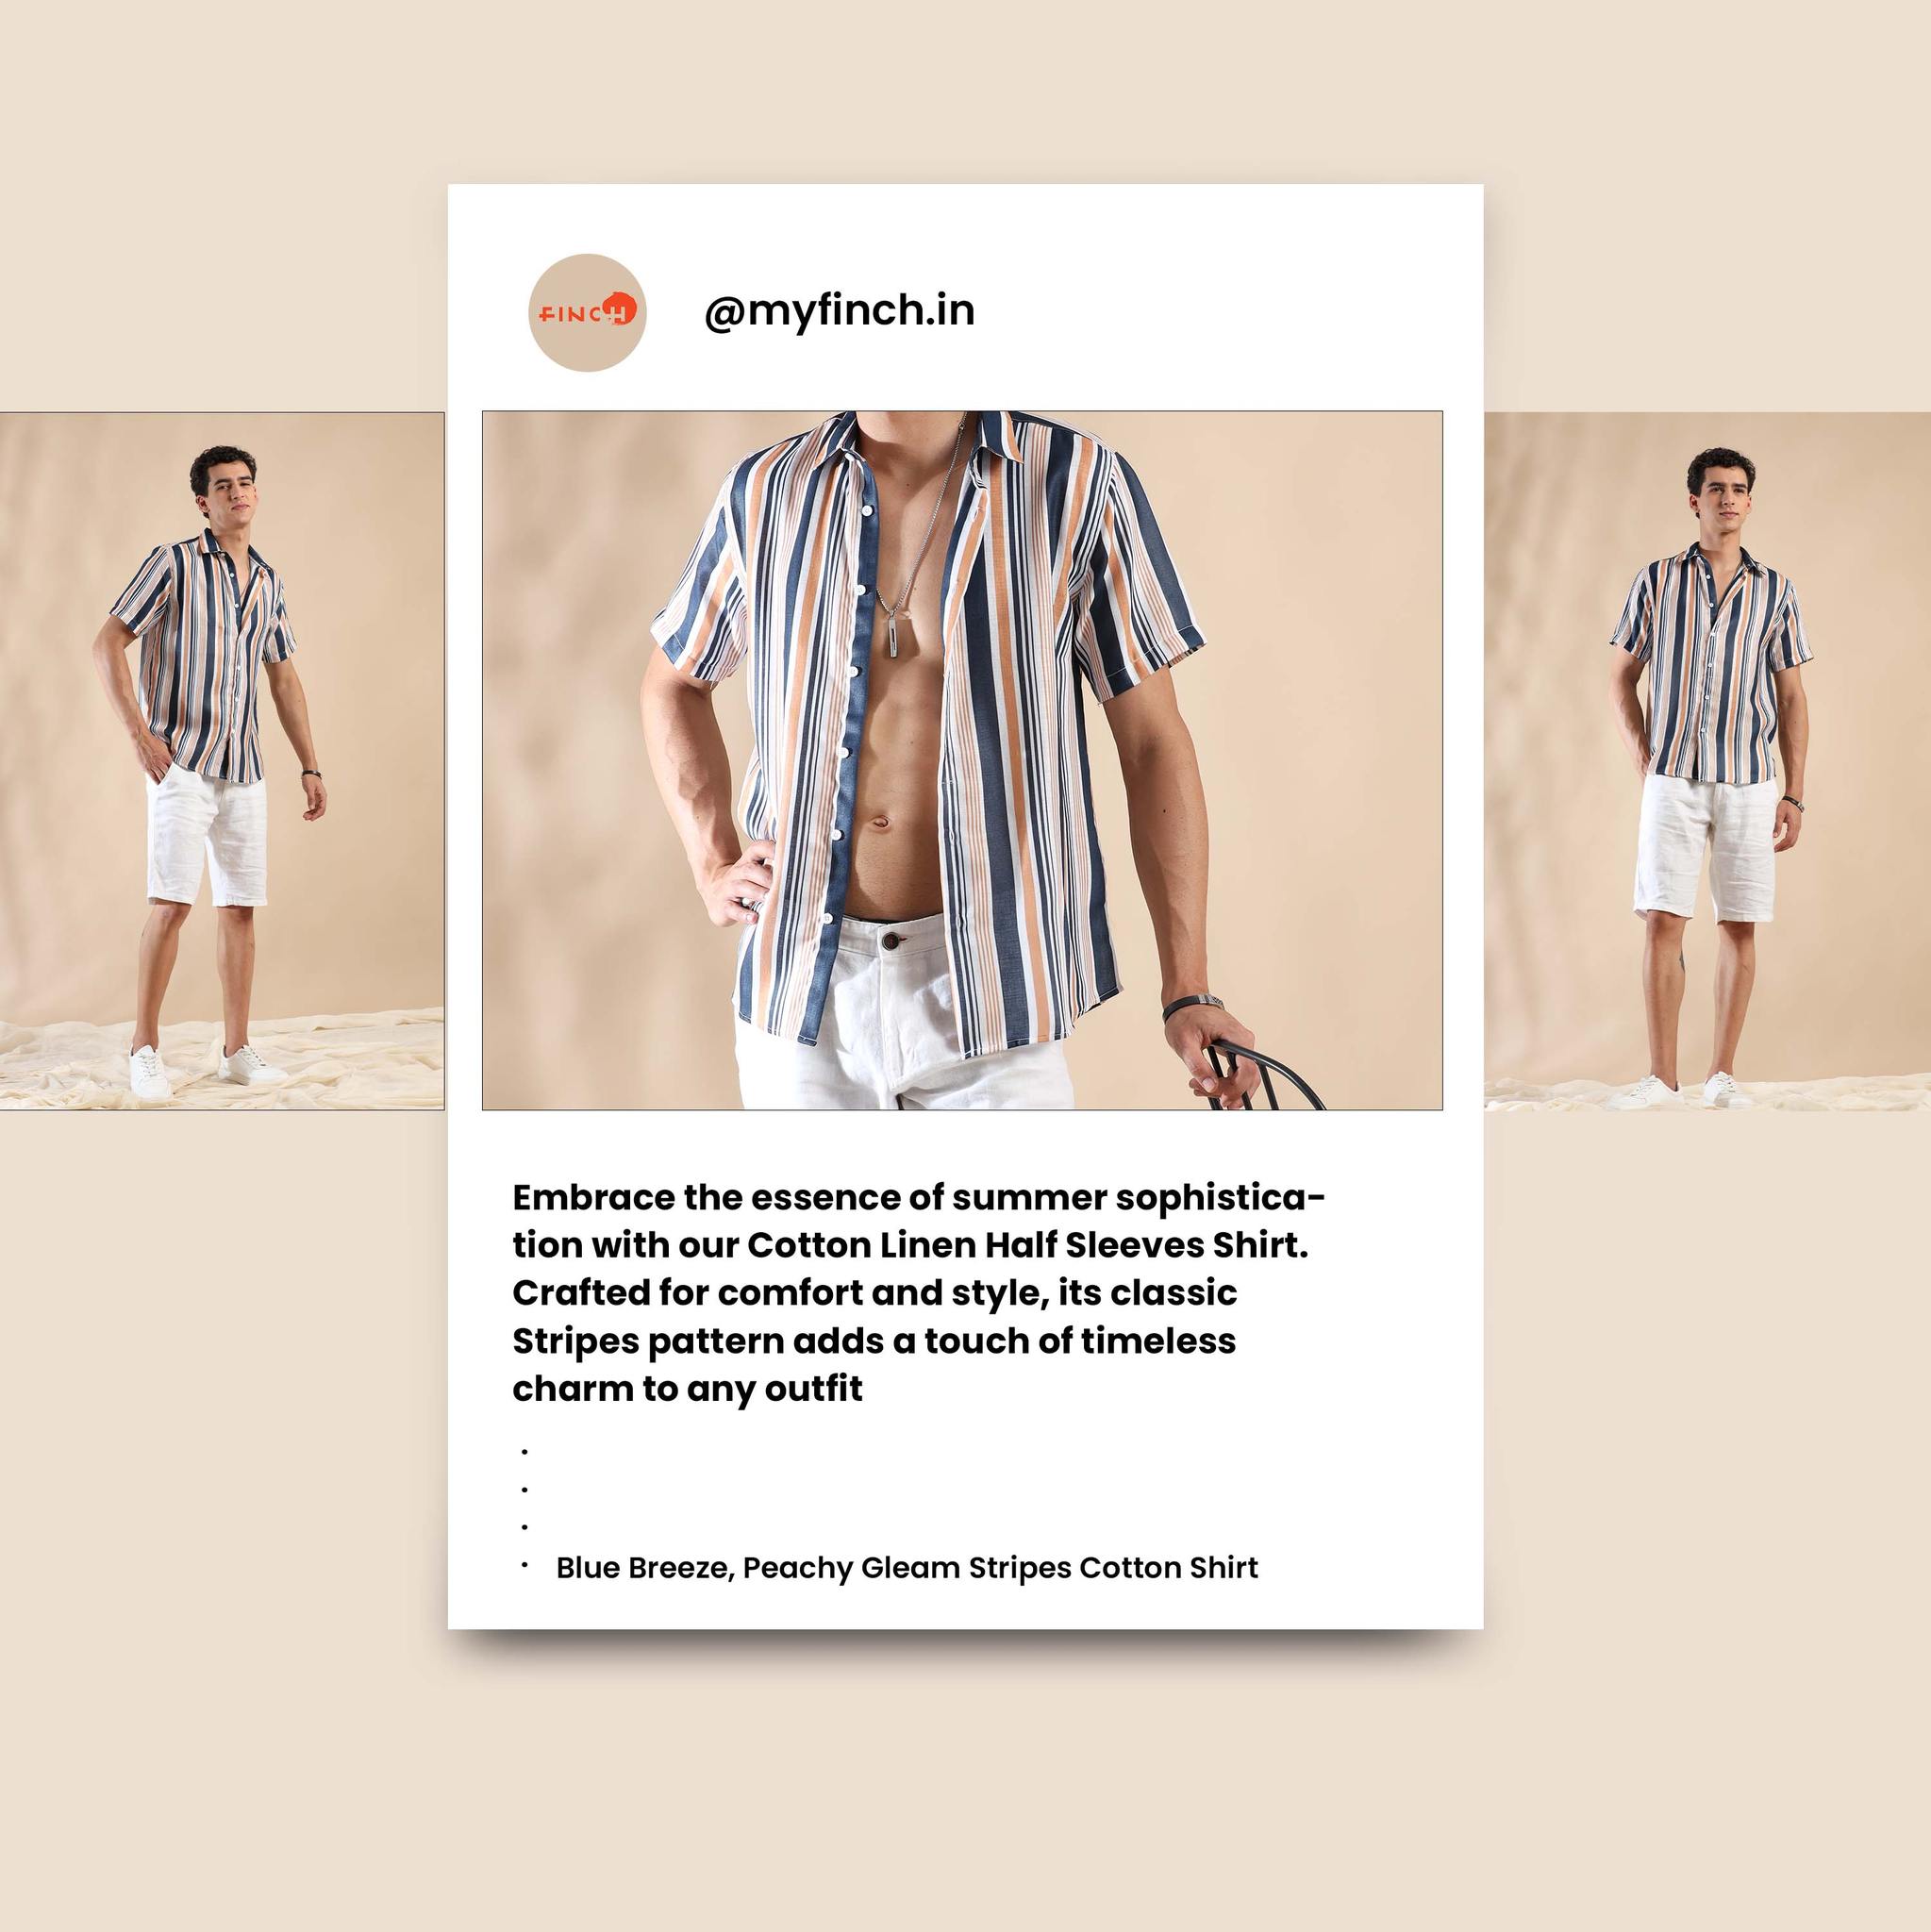 FINCH
@myfinch.in
Embrace the essence of summer sophistica-
tion with our Cotton Linen Half Sleeves Shirt.
Crafted for comfort and style, its classic
Stripes pattern adds a touch of timeless
charm to any outfit
•
•
•
• Blue Breeze, Peachy Gleam Stripes Cotton Shirt